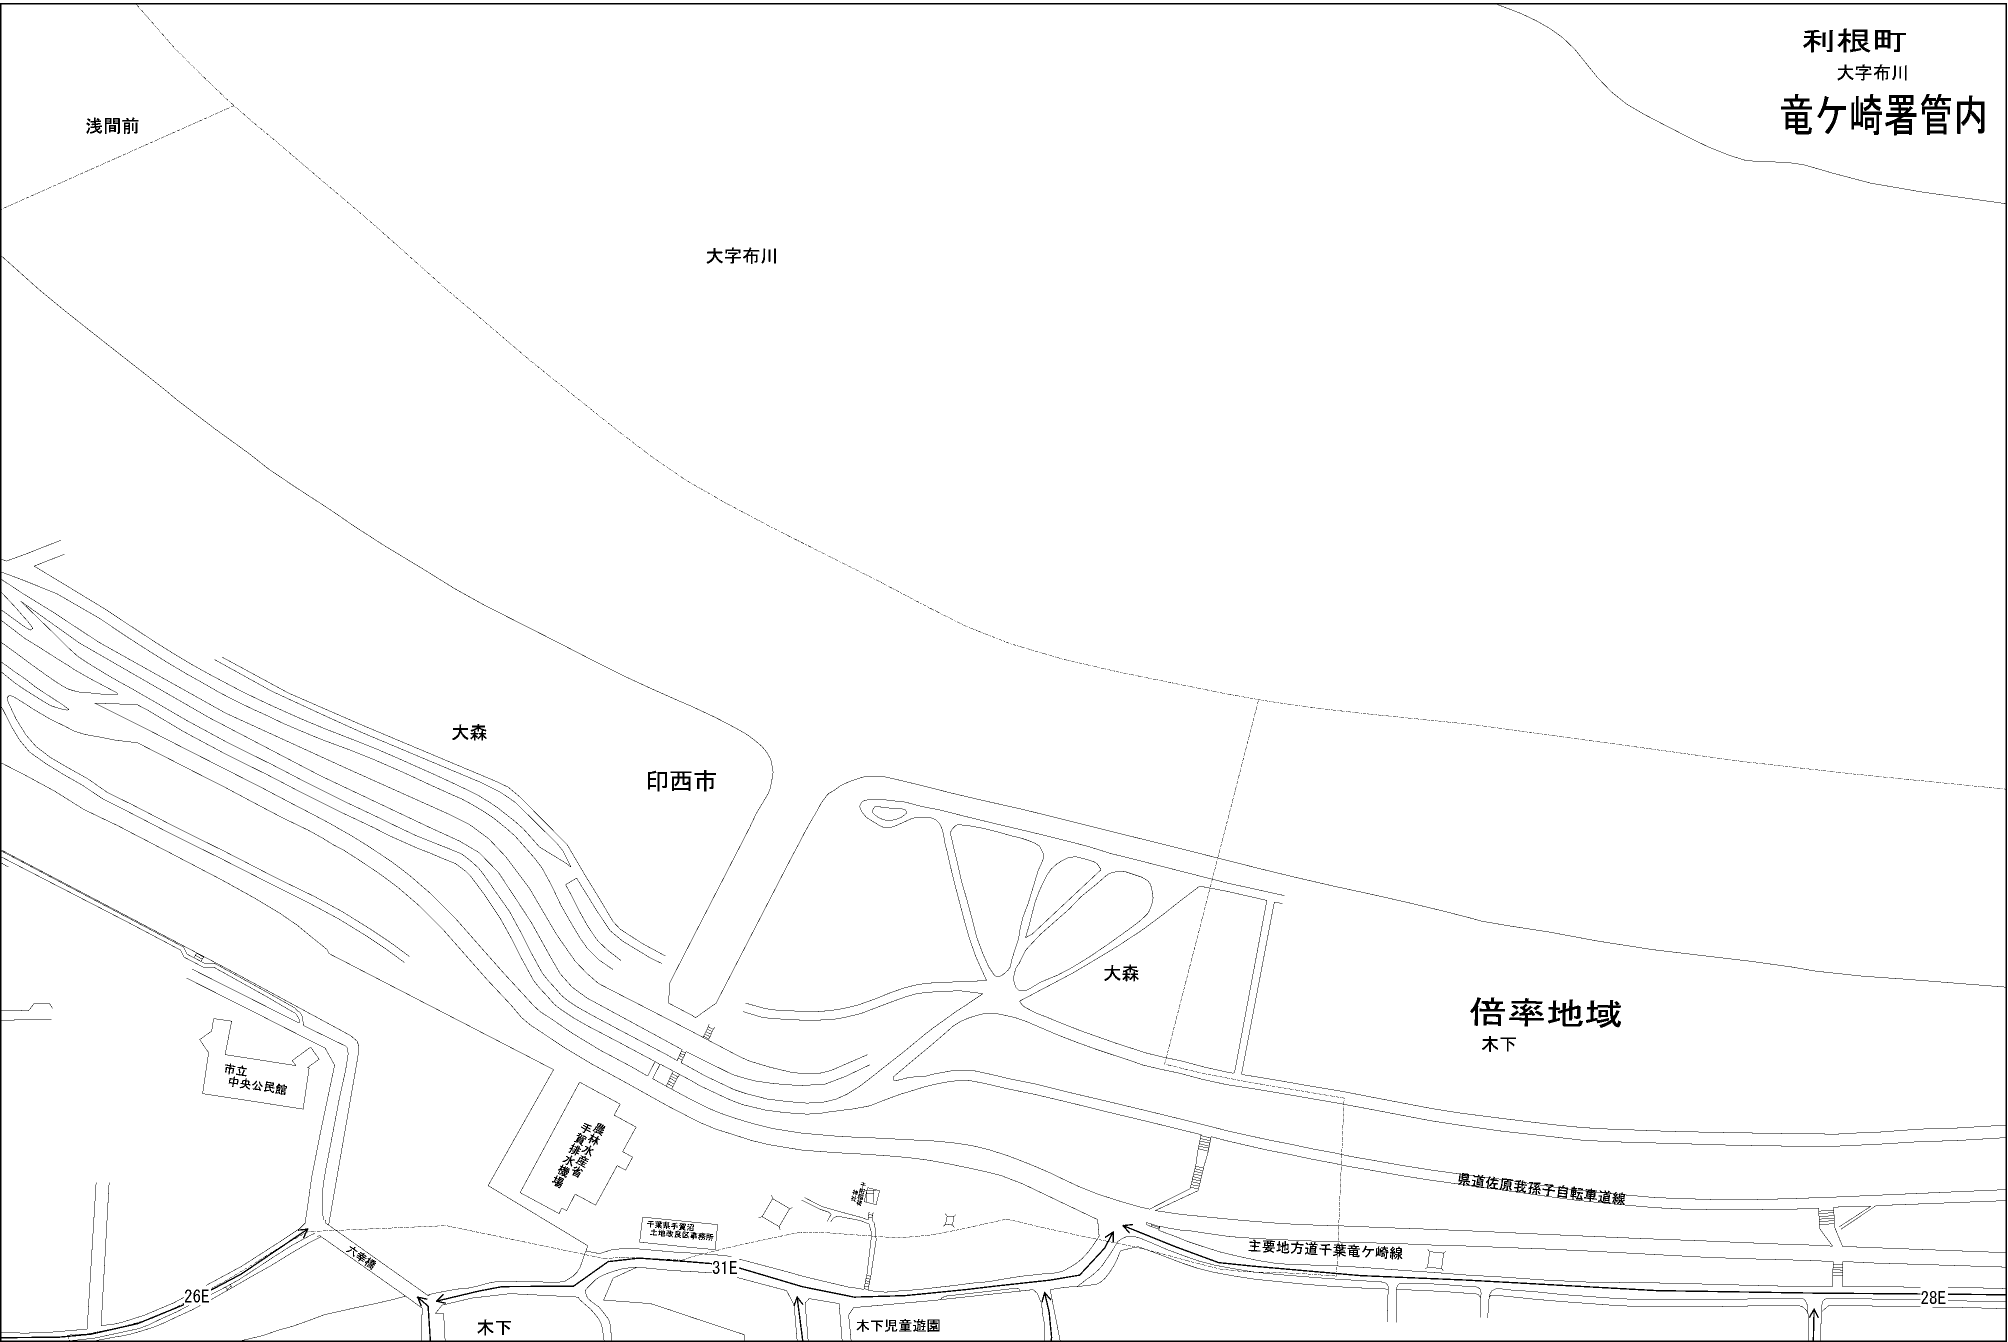 利根町
大字布川
竜ケ崎署管内
浅間前
大字布川
大森
印西市
大森
倍率地域
木下
市立
中央公民館
農林水産省
手賀排水機場
県道佐原我孫子自転車道線
千葉県手賀沼
土地改良区事務所
大幸橋
主要地方道千葉竜ケ崎線
31E
26E
28E
木下
木下児童遊園